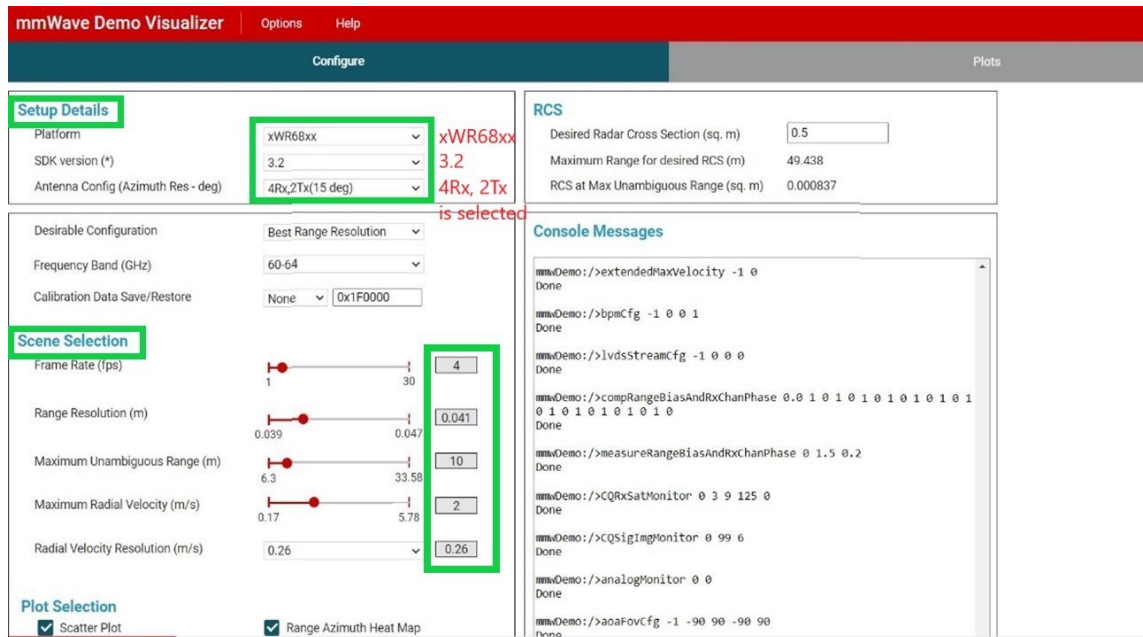 mmWave Demo Visualizer Options Help
Configure Plots
Setup Details
Platform xWR68xx xWR68xx
SDK version (*) 3.2 3.2
Antenna Config (Azimuth Res - deg) 4Rx,2Tx(15 deg) 4Rx, 2Tx
is selected
Desirable Configuration Best Range Resolution
Frequency Band (GHz) 60-64
Calibration Data Save/Restore None 0x1F0000
Scene Selection
Frame Rate (fps) 4
1 30
Range Resolution (m) 0.041
0.039 0.047
Maximum Unambiguous Range (m) 10
6.3 33.58
Maximum Radial Velocity (m/s) 2
0.17 5.78
Radial Velocity Resolution (m/s) 0.26 0.26
Plot Selection
Scatter Plot Range Azimuth Heat Map
RCS
Desired Radar Cross Section (sq. m) 0.5
Maximum Range for desired RCS (m) 49.438
RCS at Max Unambiguous Range (sq. m) 0.000837
Console Messages
mmwDemo:/>extendedMaxVelocity -1 0
Done
mmwDemo:/>bpmCfg -1 0 0 1
Done
mmwDemo:/>lvdsStreamCfg -1 0 0 0
Done
mmwDemo:/>compRangeBiasAndRxChanPhase 0.0 1 0 1 0 1 0 1 0 1 0 1 0 1
0 1 0 1 0 1 0 1 0 1 0
Done
mmwDemo:/>measureRangeBiasAndRxChanPhase 0 1.5 0.2
Done
mmwDemo:/>CQRxSatMonitor 0 3 9 125 0
Done
mmwDemo:/>CQSigImgMonitor 0 99 6
Done
mmwDemo:/>analogMonitor 0 0
Done
mmwDemo:/>aoaFovCfg -1 -90 90 -90 90
Done